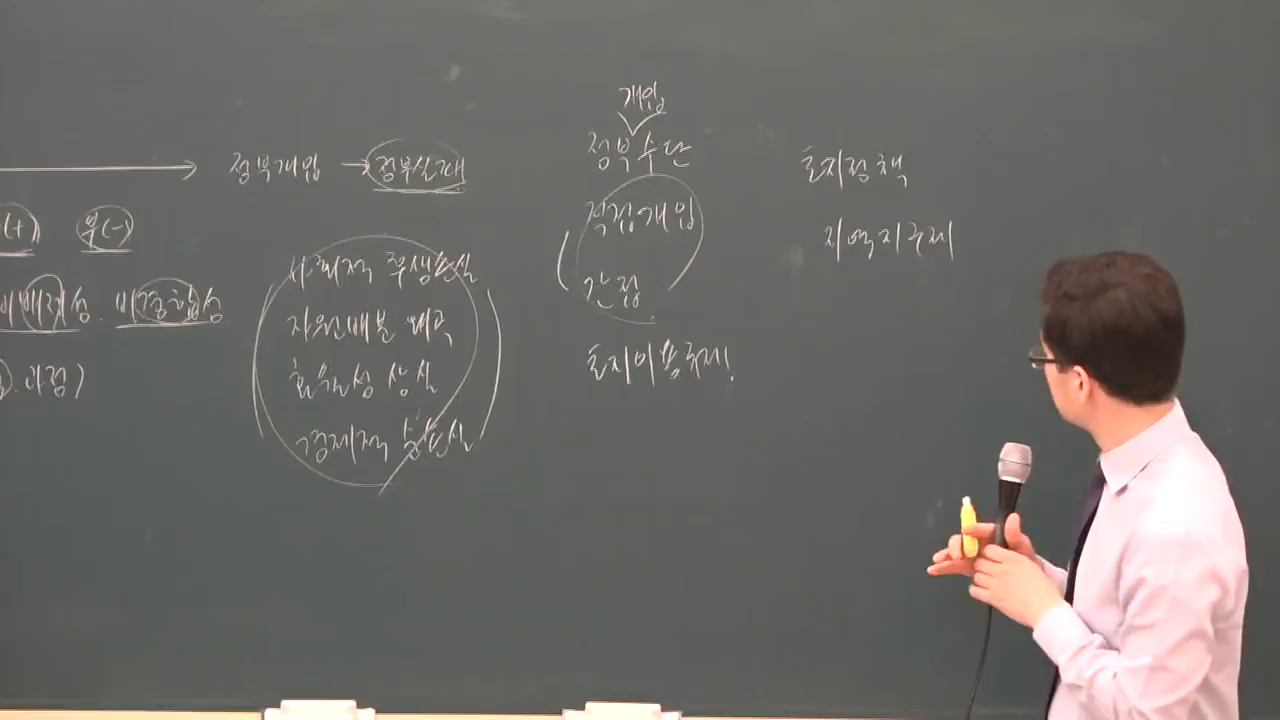 개입
정부개입 → 정부실패
정부수단
토지정책
(+) 부(-)
직접개입
지역지구제
사회적 후생손실
비배제성. 비경합성
간접
자원배분 왜곡
토지이용규제!
효율성 상실
과정)
경제적 순손실